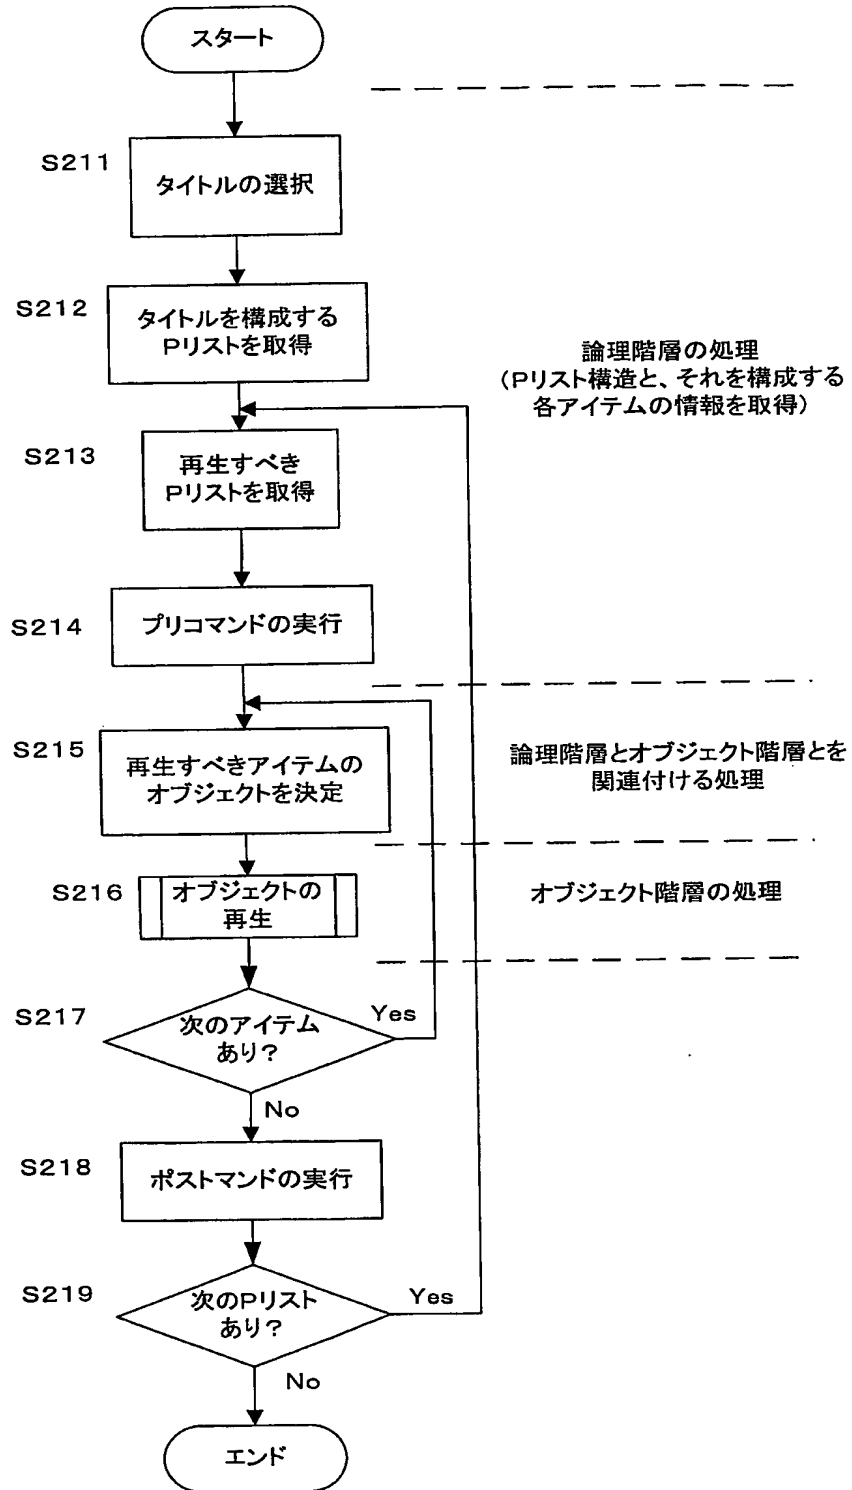 スタート
S211
タイトルの選択
S212
タイトルを構成する
Pリストを取得
論理階層の処理
(Pリスト構造と、それを構成する
各アイテムの情報を取得)
S213
再生すべき
Pリストを取得
S214
プリコマンドの実行
S215
再生すべきアイテムの
オブジェクトを決定
論理階層とオブジェクト階層とを
関連付ける処理
S216
オブジェクトの
再生
オブジェクト階層の処理
S217
次のアイテム
あり?
Yes
No
S218
ポストマンドの実行
S219
次のPリスト
あり?
Yes
No
エンド